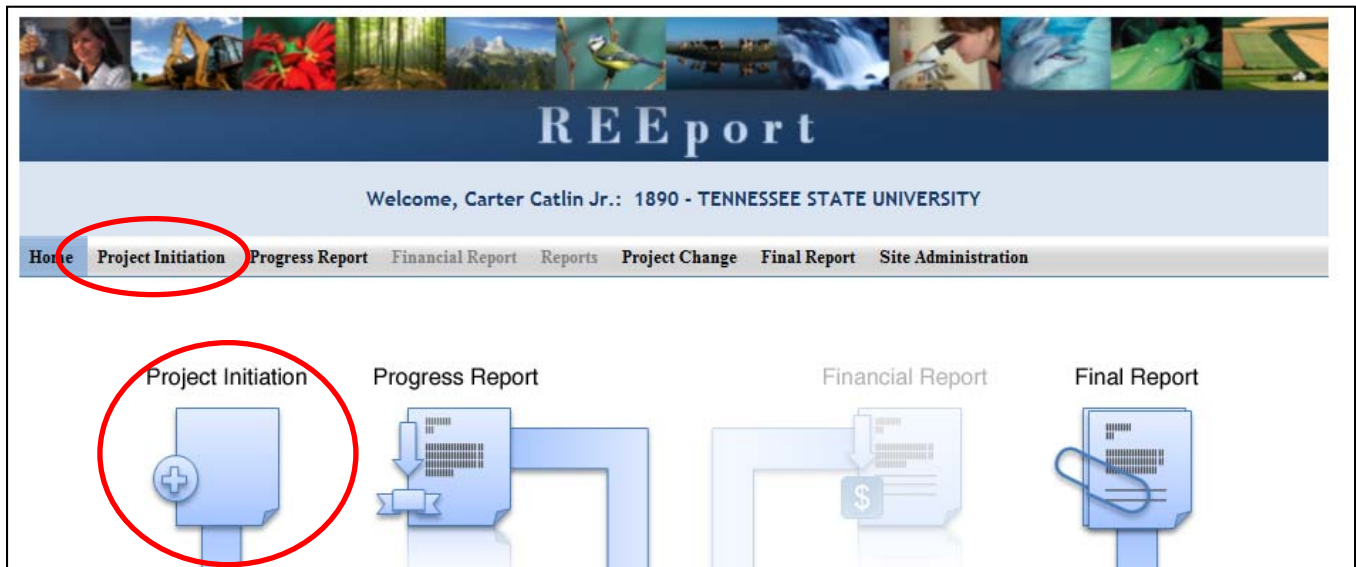 REEport
Welcome, Carter Catlin Jr.: 1890 - TENNESSEE STATE UNIVERSITY
Home Project Initiation Progress Report Financial Report Reports Project Change Final Report Site Administration
Project Initiation Progress Report Financial Report Final Report
$